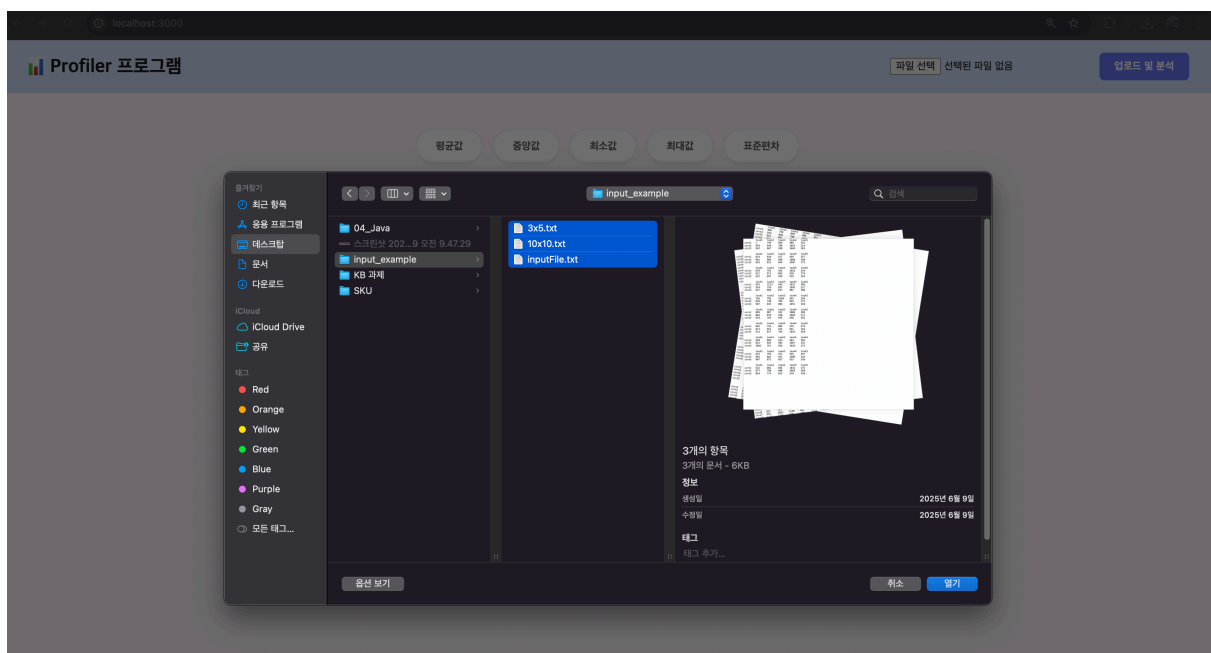 localhost:3000
Profiler 프로그램
파일 선택 선택된 파일 없음
업로드 및 분석
평균값 중앙값 최소값 최대값 표준편차
즐겨찾기
최근 항목
응용 프로그램
데스크탑
문서
다운로드
iCloud
iCloud Drive
공유
태그
Red
Orange
Yellow
Green
Blue
Purple
Gray
모든 태그...
input_example
검색
04_Java
스크린샷 202...9 오전 9.47.29
input_example
KB 과제
SKU
3x5.txt
10x10.txt
inputFile.txt
3개의 항목
3개의 문서 - 6KB
정보
생성일 2025년 6월 9일
수정일 2025년 6월 9일
태그
태그 추가...
옵션 보기
취소
열기